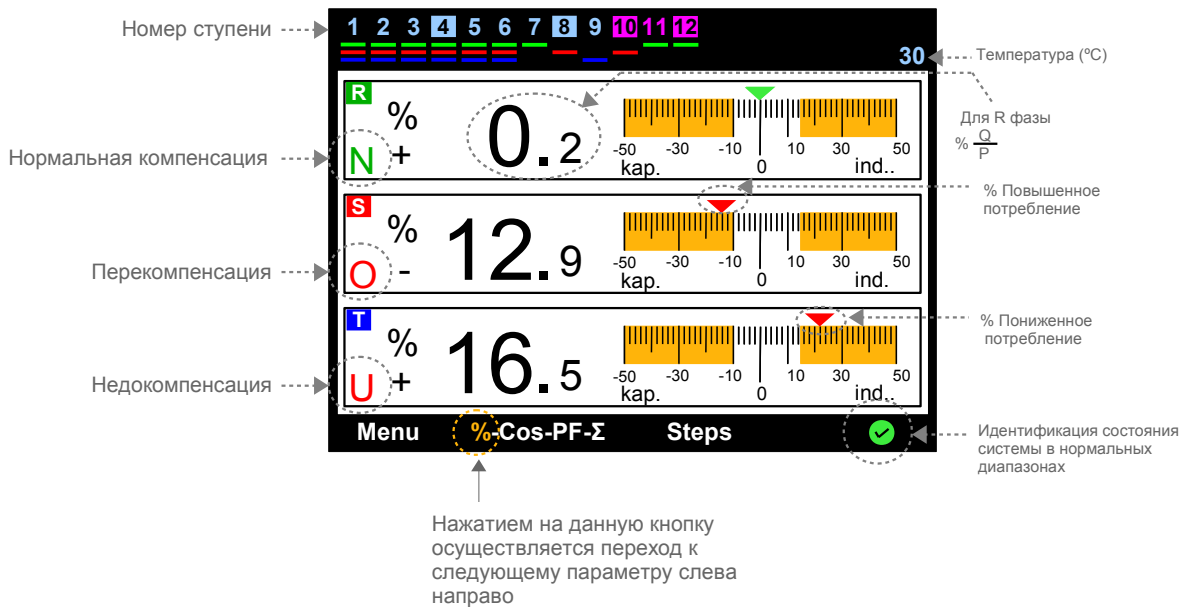 Номер ступени
1 2 3 4 5 6 7 8 9 10 11 12
30
Температура (ºC)
R
%
N +
0.2
-50 -30 -10 0 10 30 50
kap. ind..
Нормальная компенсация
Для R фазы
% Q
P
% Повышенное
потребление
S
%
O -
12.9
-50 -30 -10 0 10 30 50
kap. ind.
Перекомпенсация
T
%
U +
16.5
-50 -30 -10 0 10 30 50
kap. ind..
Недокомпенсация
% Пониженное
потребление
Menu %-Cos-PF-Σ Steps
Идентификация состояния
системы в нормальных
диапазонах
Нажатием на данную кнопку
осуществляется переход к
следующему параметру слева
направо